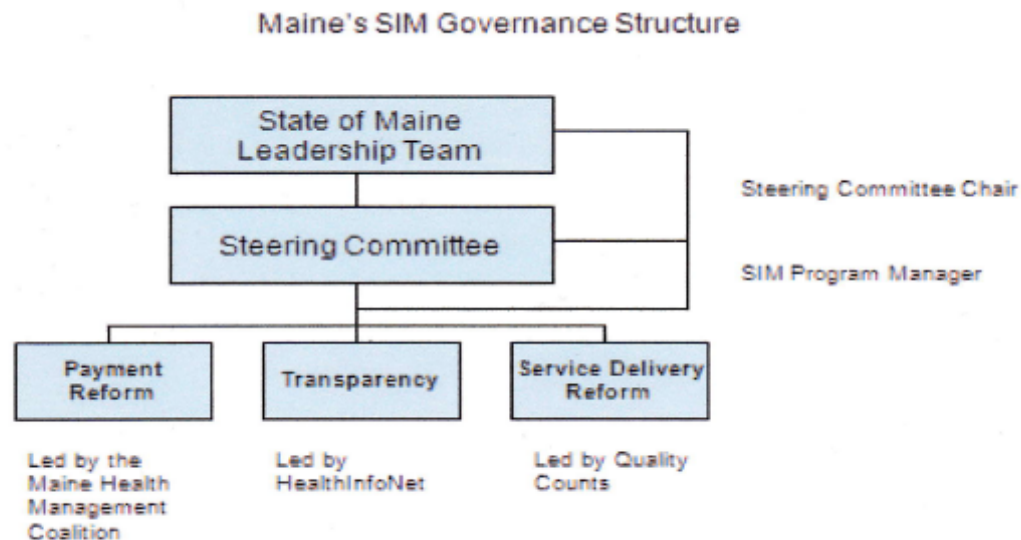 Maine's SIM Governance Structure
State of Maine
Leadership Team
Steering Committee Chair
Steering Committee
SIM Program Manager
Payment
Reform
Transparency
Service Delivery
Reform
Led by the
Maine Health
Management
Coalition
Led by
HealthInfoNet
Led by Quality
Counts